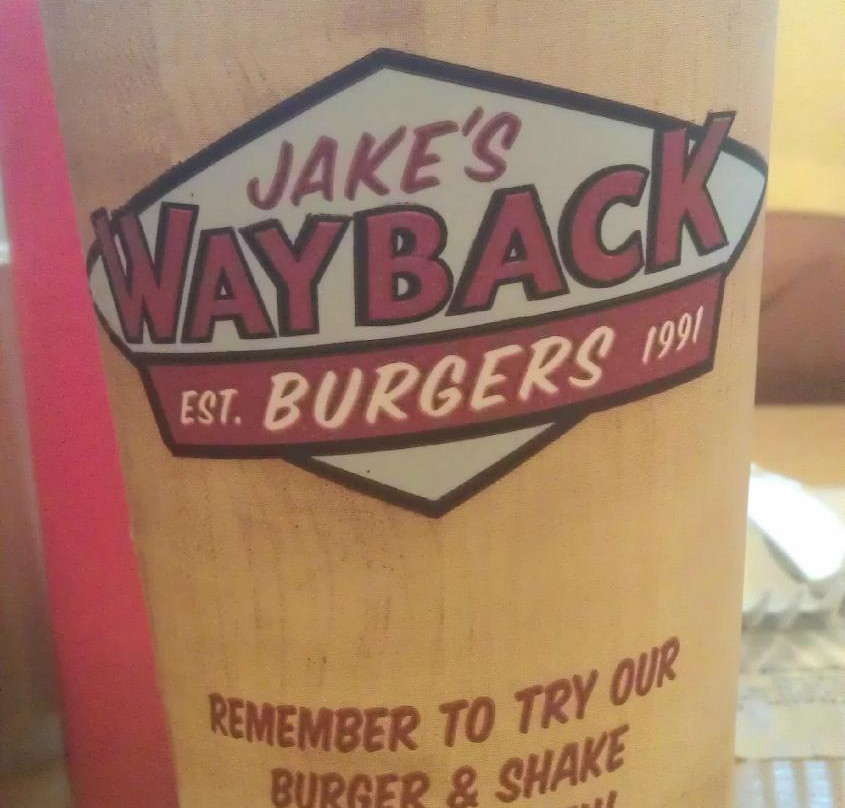 JAKE'S
WAYBACK
EST. BURGERS 1991
REMEMBER TO TRY OUR
BURGER & SHAKE